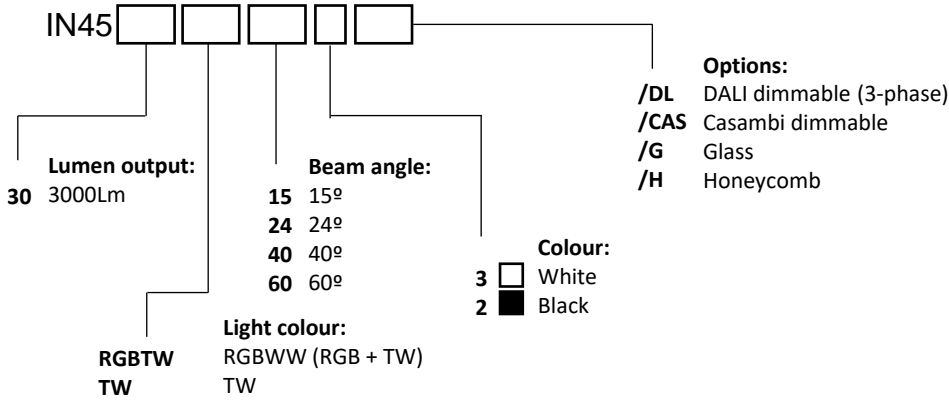 IN45
Options:
/DL DALI dimmable (3-phase)
/CAS Casambi dimmable
/G Glass
/H Honeycomb
Lumen output:
30 3000Lm
Beam angle:
15 15º
24 24º
40 40º
60 60º
Colour:
3 White
2 Black
Light colour:
RGBTW RGBWW (RGB + TW)
TW TW